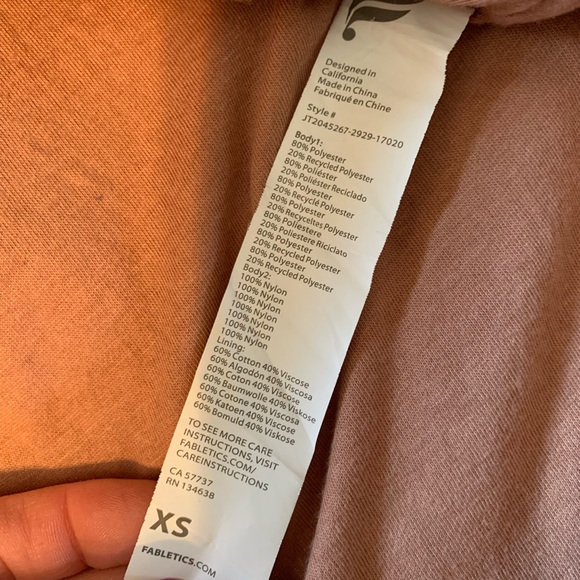 Designed in
California
Made in China
Fabriqué en Chine
Style #
JT2045267-2929-17020
Body1:
80% Polyester
20% Recycled Polyester
80% Poliéster
20% Poliéster Reciclado
80% Polyester
20% Recyclé Polyester
80% Polyester
20% Recyceltes Polyester
80% Poliestere
20% Poliestere Riciclato
80% Polyester
20% Recycled Polyester
80% Polyester
20% Recycled Polyester
Body2:
100% Nylon
100% Nylon
100% Nylon
100% Nylon
100% Nylon
100% Nylon
100% Nylon
Lining:
60% Cotton 40% Viscose
60% Algodón 40% Viscosa
60% Coton 40% Viscose
60% Baumwolle 40% Viskose
60% Cotone 40% Viscosa
60% Katoen 40% Viscose
60% Bomuld 40% Viskose
TO SEE MORE CARE
INSTRUCTIONS, VISIT
FABLETICS.COM/
CAREINSTRUCTIONS
CA 57737
RN 134638
XS
FABLETICS.COM